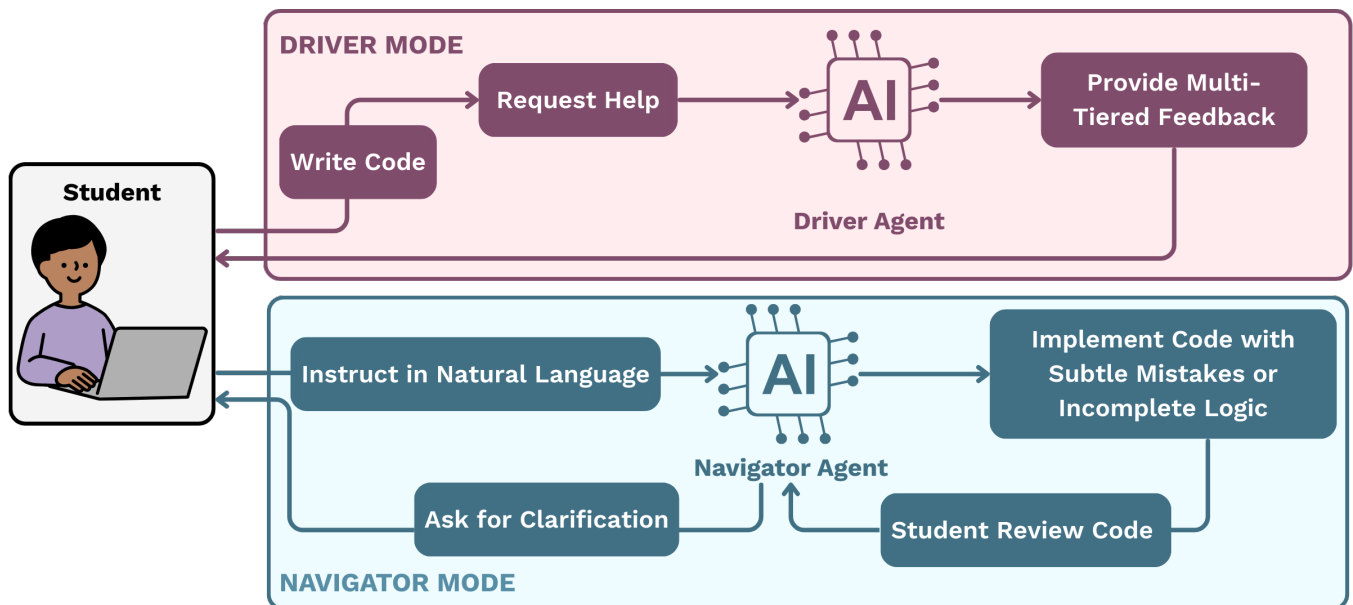 DRIVER MODE
Request Help
AI
Provide Multi-
Tiered Feedback
Write Code
Student
Driver Agent
Instruct in Natural Language
AI
Implement Code with
Subtle Mistakes or
Incomplete Logic
Navigator Agent
Ask for Clarification
Student Review Code
NAVIGATOR MODE